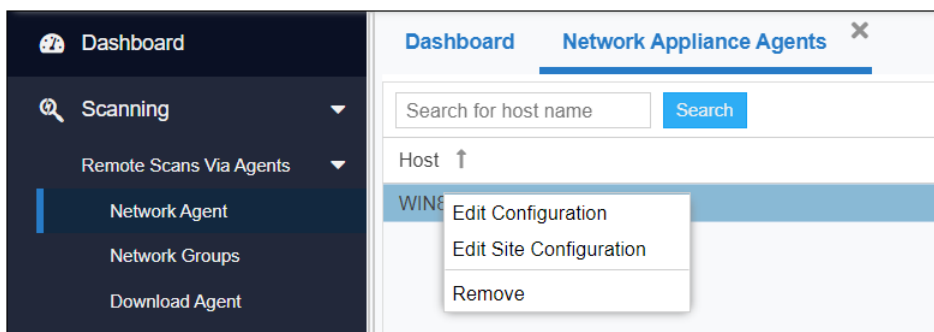 Dashboard
Scanning
Remote Scans Via Agents
Network Agent
Network Groups
Download Agent
Dashboard Network Appliance Agents
Search for host name Search
Host
Edit Configuration
Edit Site Configuration
Remove